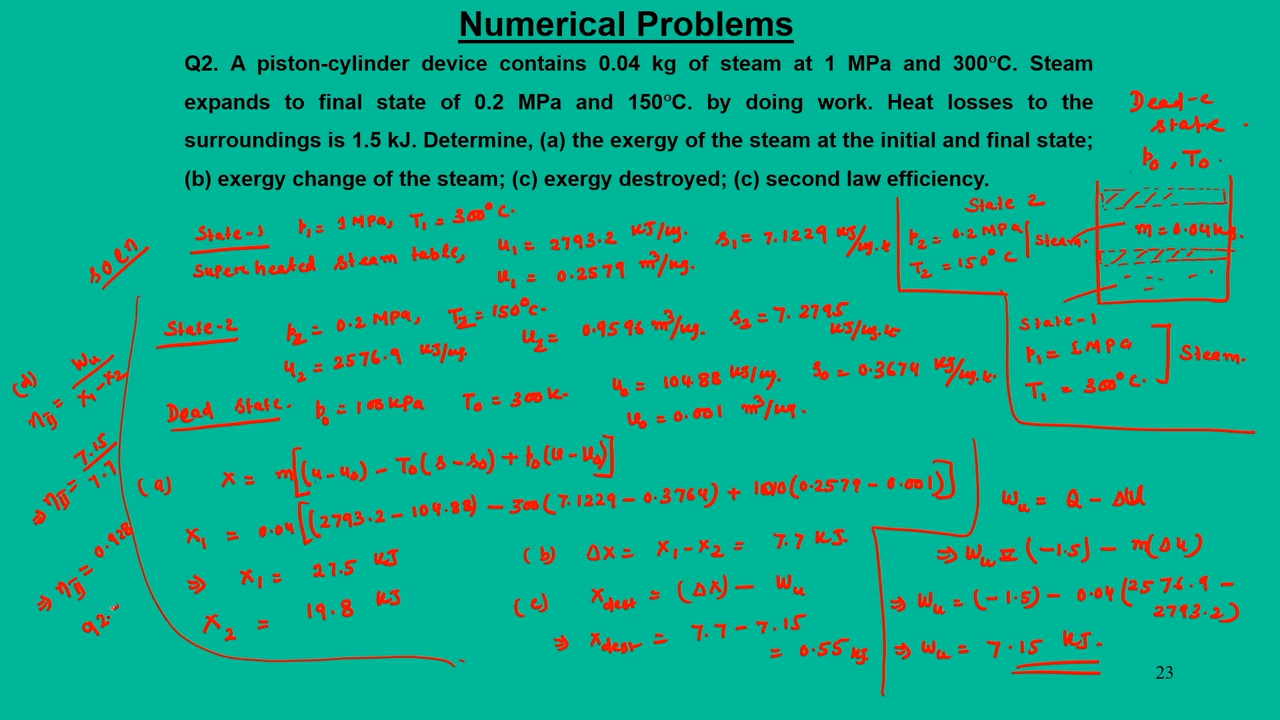 Numerical Problems
Q2. A piston-cylinder device contains 0.04 kg of steam at 1 MPa and 300°C. Steam
expands to final state of 0.2 MPa and 150°C. by doing work. Heat losses to the
surroundings is 1.5 kJ. Determine, (a) the exergy of the steam at the initial and final state;
(b) exergy change of the steam; (c) exergy destroyed; (c) second law efficiency.
Dead-e
state.
p₀, T₀.
m = 0.04kg.
State 2
p₂ = 0.2 MPa
T₂ = 150°C
Steam.
State-1
p₁ = 1 MPa
T₁ = 300°C.
Steam.
Solⁿ
State-1 p₁ = 1 MPa, T₁ = 300°C.
Superheated steam table, u₁ = 2793.2 kJ/kg. s₁ = 7.1229 kJ/kg.k
υ₁ = 0.2579 m³/kg.
State-2 p₂ = 0.2 MPa, T₂ = 150°C.
u₂ = 2576.9 kJ/kg. υ₂ = 0.9596 m³/kg. s₂ = 7.2795 kJ/kg.k
Dead State. p₀ = 100 kPa T₀ = 300 k. u₀ = 104.88 kJ/kg. s₀ = 0.3674 kJ/kg.k
υ₀ = 0.001 m³/kg.
(a) X = m[(u - u₀) - T₀(s - s₀) + p₀(υ - υ₀)]
X₁ = 0.04[(2793.2 - 104.88) - 300(7.1229 - 0.3764) + 100(0.2579 - 0.001)]
⇒ X₁ = 27.5 kJ
X₂ = 19.8 kJ
(b) ΔX = X₁ - X₂ = 7.7 kJ.
(c) Xdest = (ΔX) - Wu
⇒ Xdest = 7.7 - 7.15
= 0.55 kJ
Wu = Q - ΔU
⇒ Wu = (-1.5) - m(Δu)
⇒ Wu = (-1.5) - 0.04(2576.9 -
2793.2)
⇒ Wu = 7.15 kJ.
(d) ηII = Wu/X₁-X₂
⇒ ηII = 7.15/7.7
⇒ ηII = 0.928
92.
23